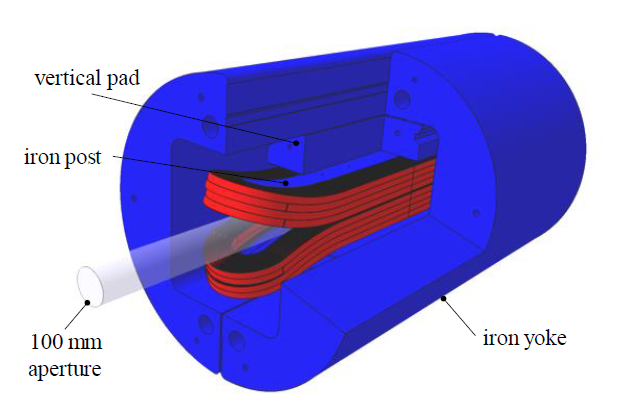 vertical pad
iron post
100 mm
aperture
iron yoke